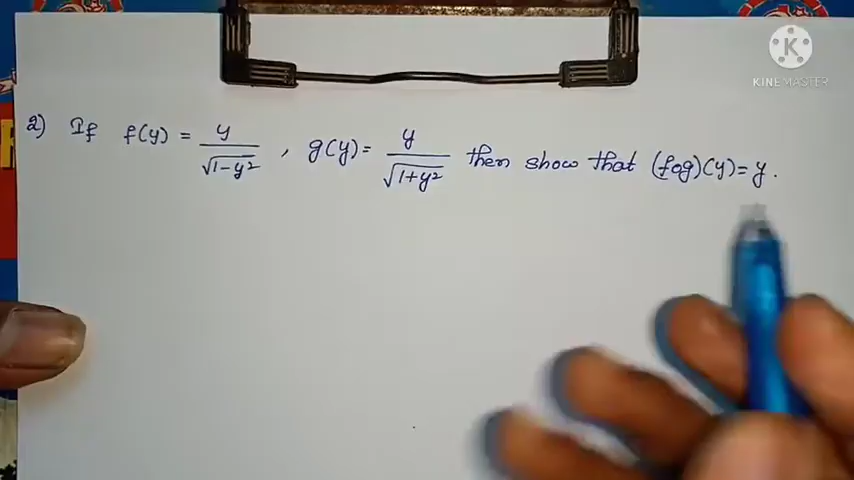 KINEMASTER
2) If f(y) = y/√(1-y²) , g(y) = y/√(1+y²) then show that (fog)(y) = y.